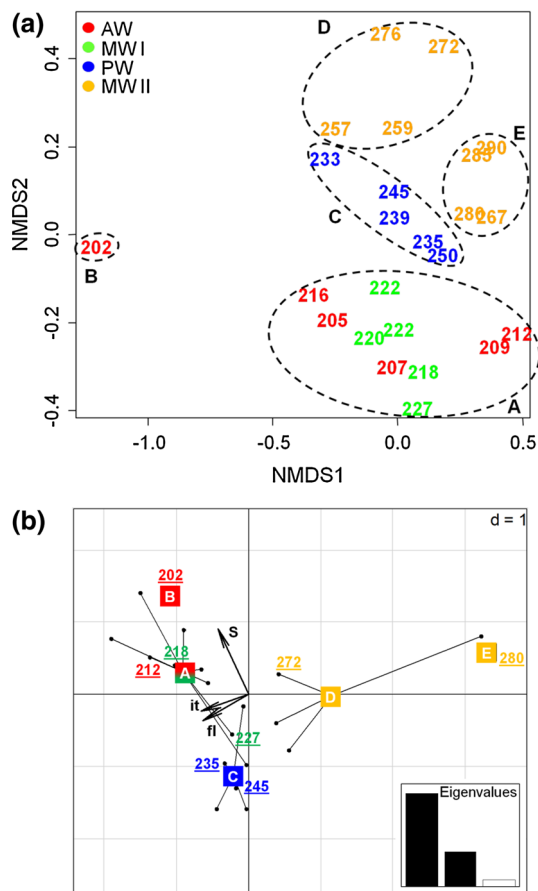 (a)
AW
MW I
PW
MW II
D
276
272
257
259
E
290
285
280
267
233
245
239
235
250
C
202
B
216
222
205
222
220
212
209
207
218
227
A
0.4
0.2
0.0
-0.2
-0.4
NMDS2
-1.0
-0.5
0.0
0.5
NMDS1
(b)
d = 1
202
B
S
218
212
A
272
E
280
D
it
fl
227
235
C
245
Eigenvalues